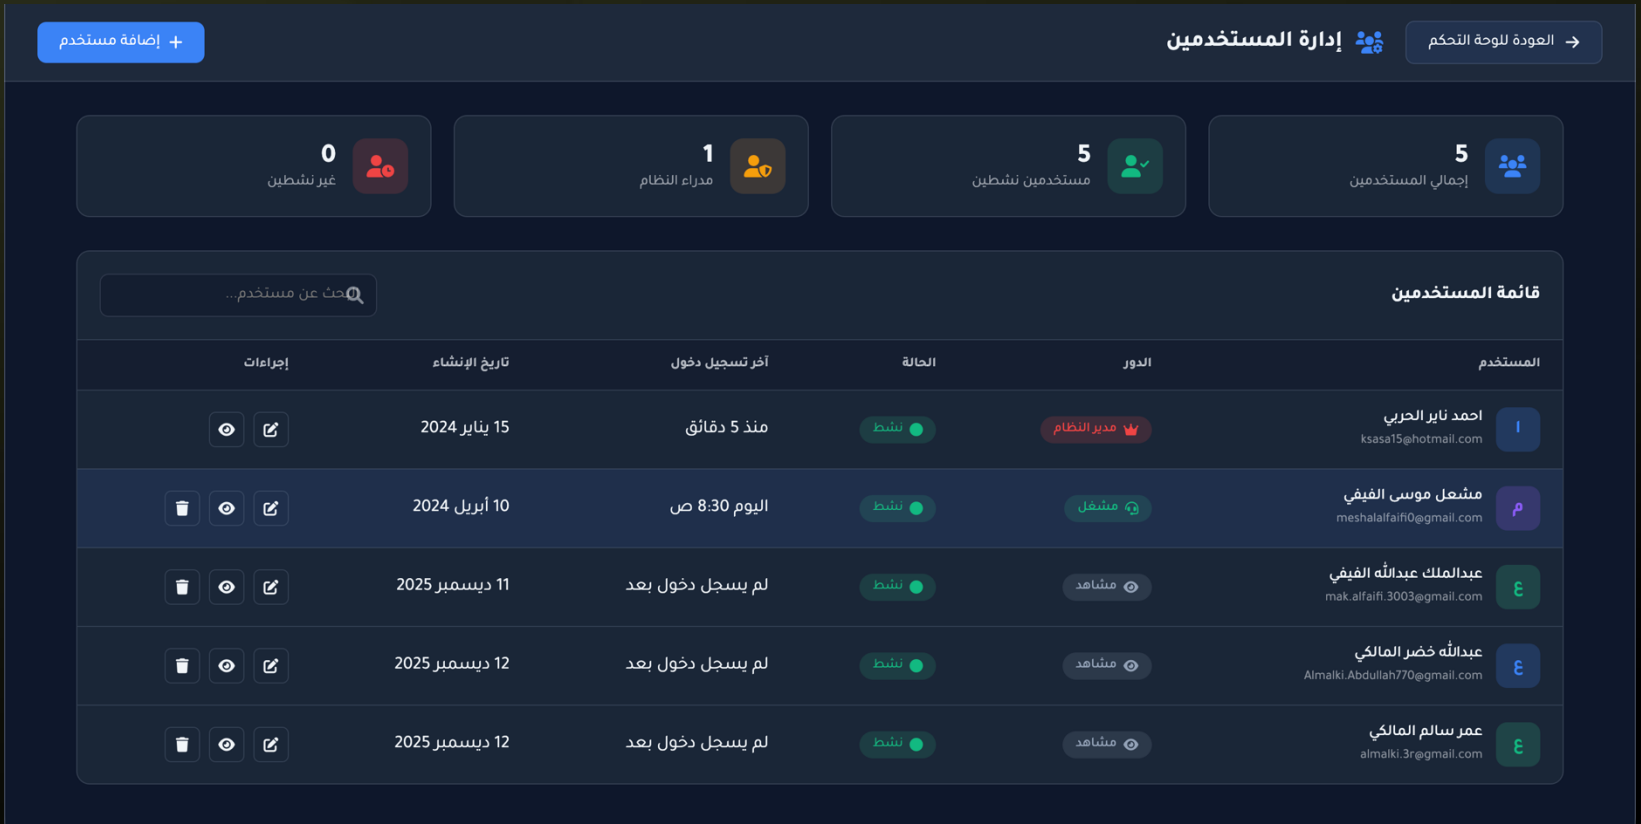 العودة للوحة التحكم
إدارة المستخدمين
إضافة مستخدم
5
إجمالي المستخدمين
5
مستخدمين نشطين
1
مدراء النظام
0
غير نشطين
قائمة المستخدمين
البحث عن مستخدم...
المستخدم الدور الحالة آخر تسجيل دخول تاريخ الإنشاء إجراءات
ا احمد ناير الحربي مدير النظام نشط منذ 5 دقائق 15 يناير 2024
ksasa15@hotmail.com
م مشعل موسى الفيفي مشغل نشط اليوم 8:30 ص 10 أبريل 2024
meshalalfaifi0@gmail.com
ع عبدالملك عبدالله الفيفي مشاهد نشط لم يسجل دخول بعد 11 ديسمبر 2025
mak.alfaifi.3003@gmail.com
ع عبدالله خضر المالكي مشاهد نشط لم يسجل دخول بعد 12 ديسمبر 2025
Almalki.Abdullah770@gmail.com
ع عمر سالم المالكي مشاهد نشط لم يسجل دخول بعد 12 ديسمبر 2025
almalki.3r@gmail.com